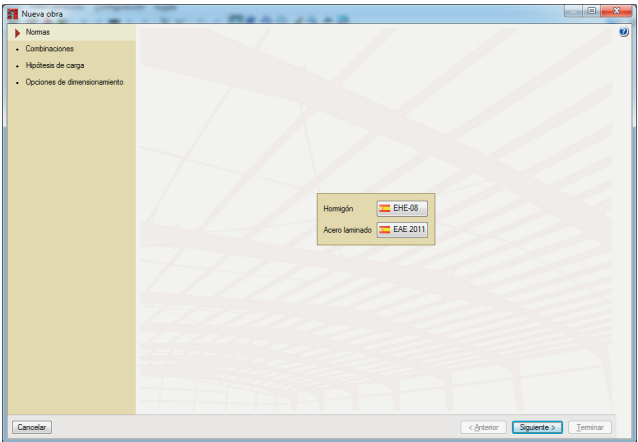 Nueva obra
Normas
Combinaciones
Hipótesis de carga
Opciones de dimensionamiento
Hormigón EHE-08
Acero laminado EAE 2011
Cancelar
< Anterior
Siguiente >
Terminar